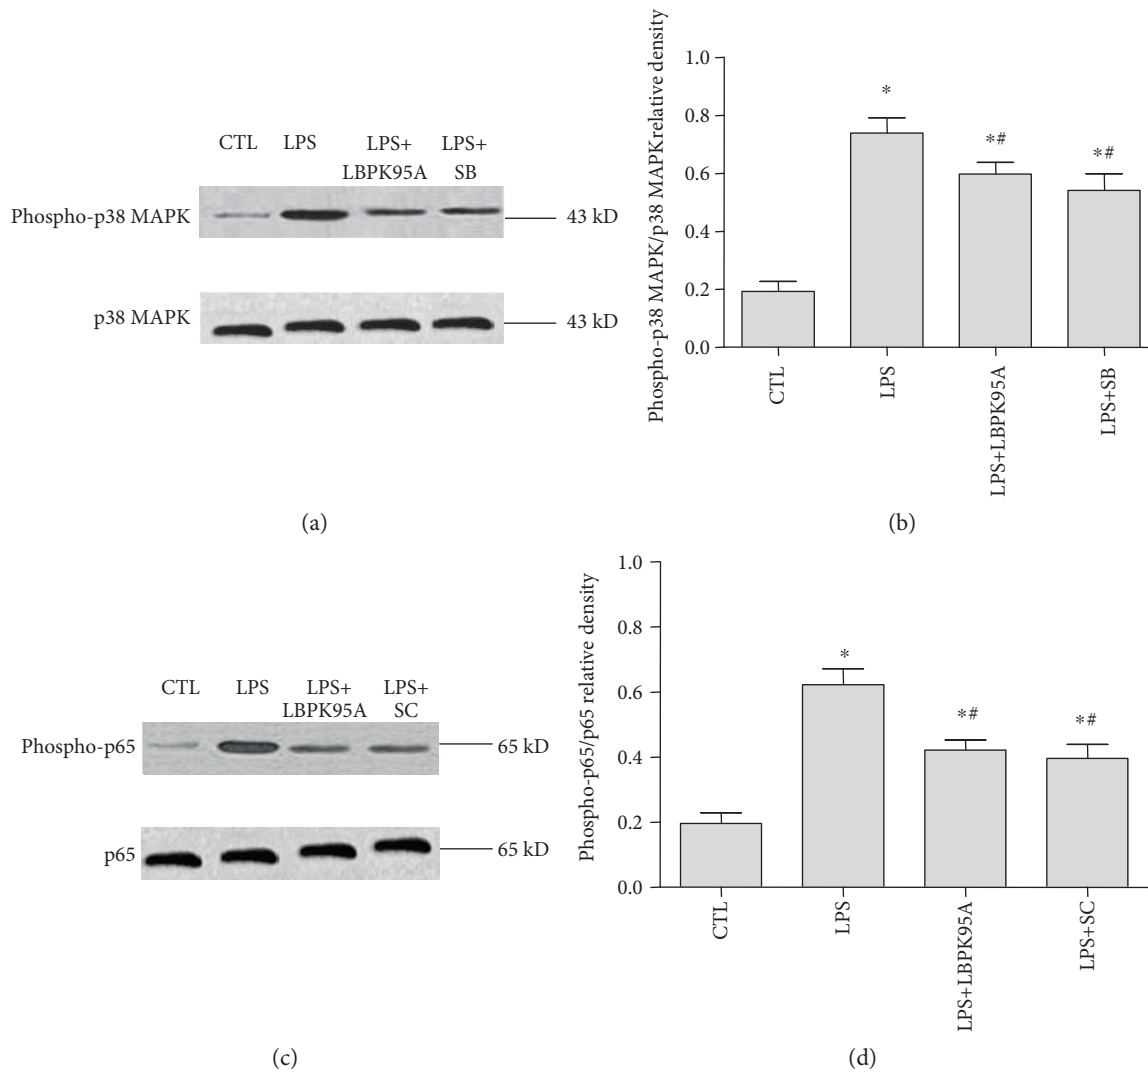 CTL LPS LPS+ LPS+
LBPK95A SB
Phospho-p38 MAPK 43 kD
p38 MAPK 43 kD
(a)
Phospho-p38 MAPK/p38 MAPKrelative density
1.0
0.8
0.6
0.4
0.2
0.0
*
*#
*#
CTL
LPS
LPS+LBPK95A
LPS+SB
(b)
CTL LPS LPS+ LPS+
LBPK95A SC
Phospho-p65 65 kD
p65 65 kD
(c)
Phospho-p65/p65 relative density
1.0
0.8
0.6
0.4
0.2
0.0
*
*#
*#
CTL
LPS
LPS+LBPK95A
LPS+SC
(d)